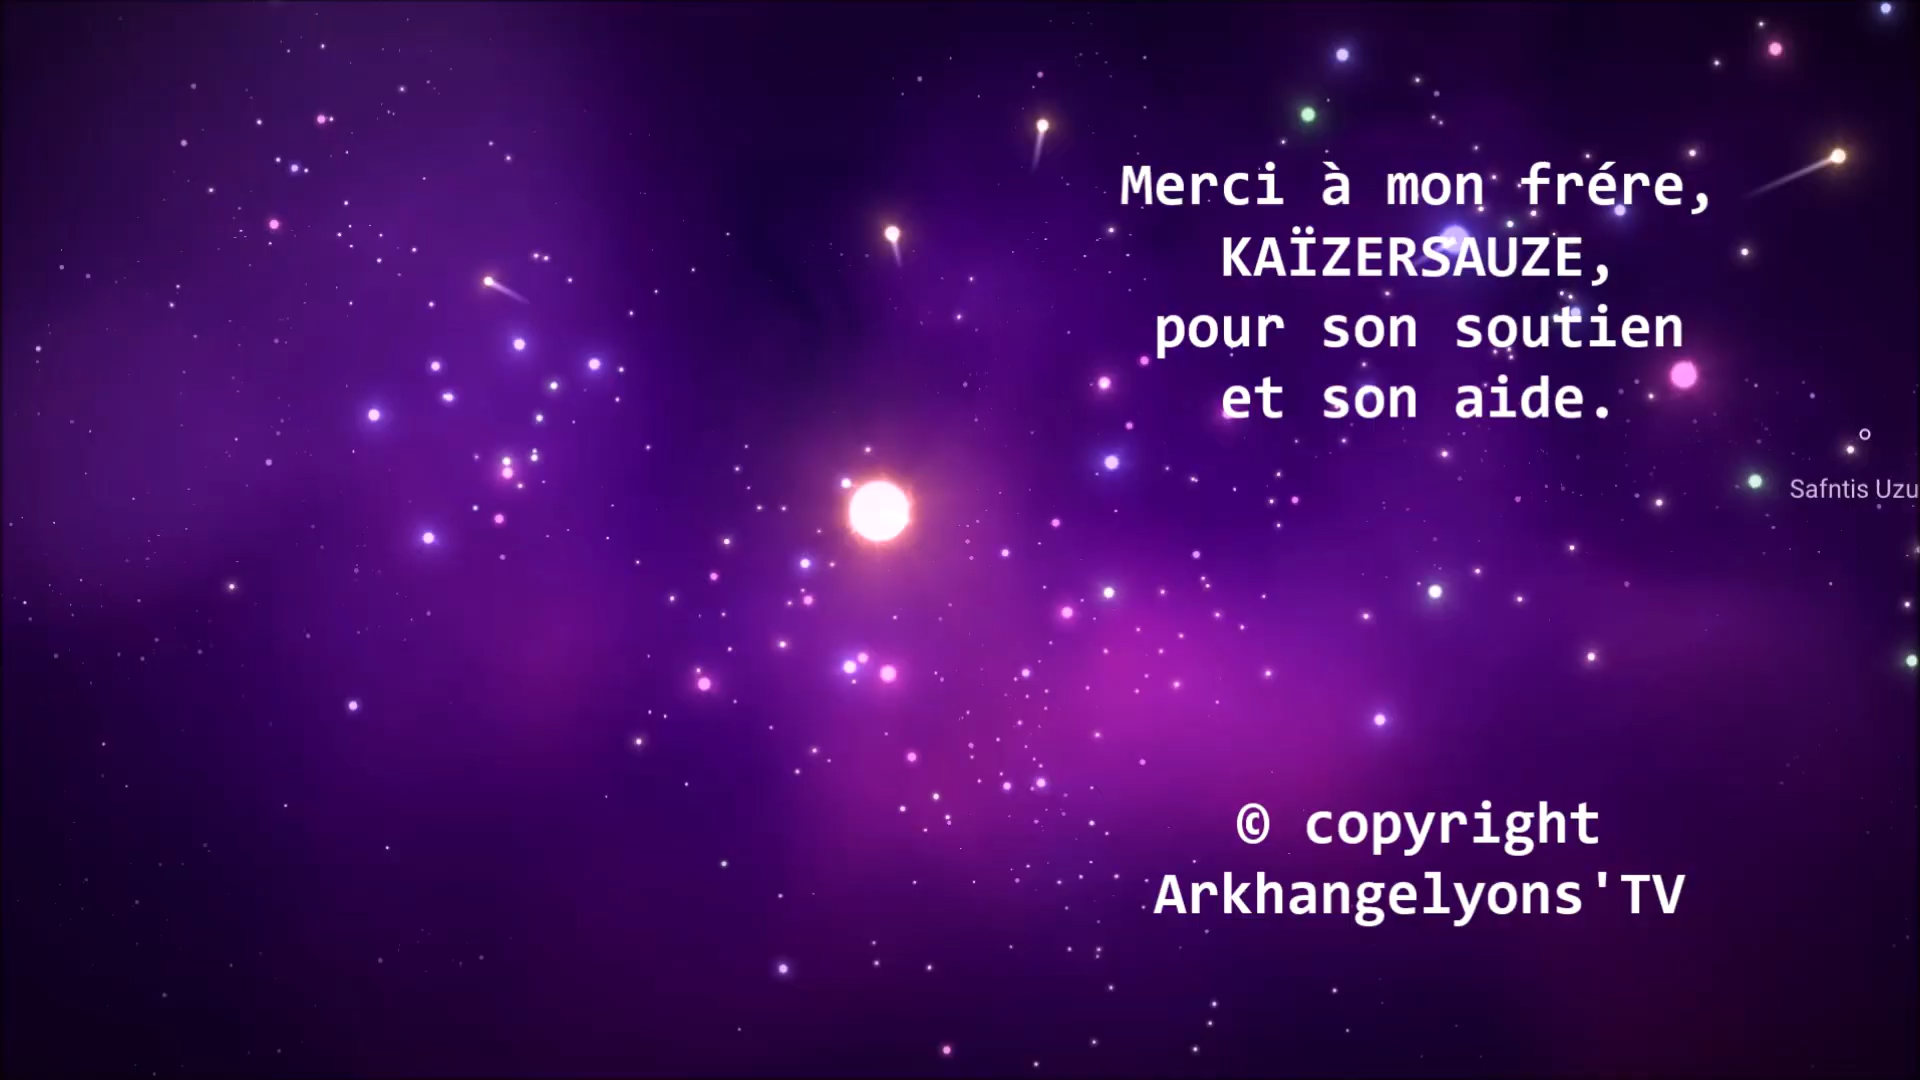 Merci à mon frére,
KAÏZERSAUZE,
pour son soutien
et son aide.
Safntis Uzu
© copyright
Arkhangelyons'TV